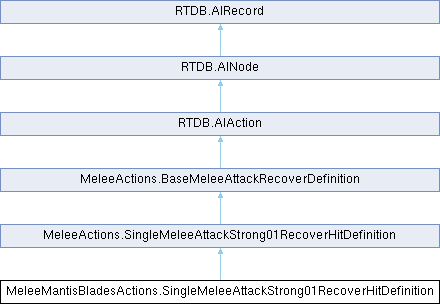 RTDB.AIRecord
RTDB.AINode
RTDB.AIAction
MeleeActions.BaseMeleeAttackRecoverDefinition
MeleeActions.SingleMeleeAttackStrong01RecoverHitDefinition
MeleeMantisBladesActions.SingleMeleeAttackStrong01RecoverHitDefinition